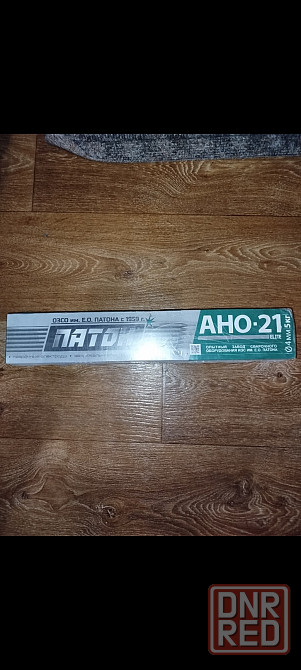 ОЗСО им. Е.О. ПАТОНА с 1959 г.
ПАТОН
АНО-21
ELITE
ОПЫТНЫЙ ЗАВОД СВАРОЧНОГО
ОБОРУДОВАНИЯ ИЭС ИМ. Е.О. ПАТОНА
Ø4 ММ 5 КГ
DNR
RED